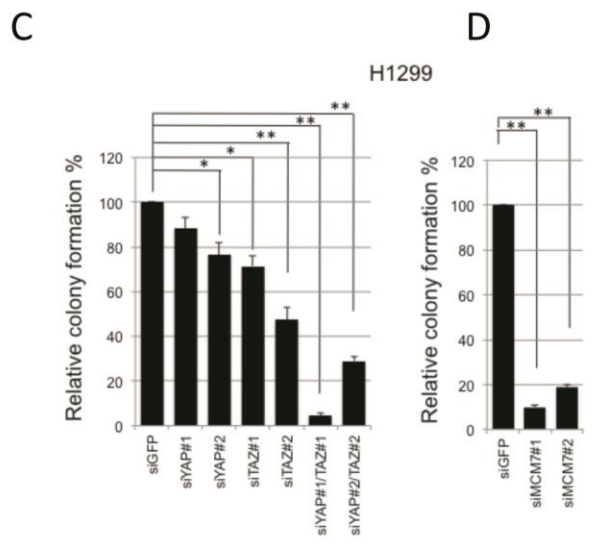 C
D
H1299
**
**
**
*
*
**
**
Relative colony formation %
120
100
80
60
40
20
0
siGFP
siYAP#1
siYAP#2
siTAZ#1
siTAZ#2
siYAP#1/TAZ#1
siYAP#2/TAZ#2
Relative colony formation %
120
100
80
60
40
20
0
siGFP
siMCM7#1
siMCM7#2